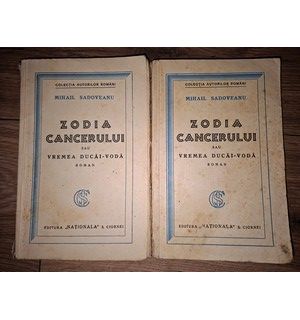 COLECȚIA AUTORILOR ROMÂNI
MIHAIL SADOVEANU
ZODIA
CANCERULUI
SAU
VREMEA DUCĂI-VODĂ
ROMAN
EDITURA „NAȚIONALA” S. CIORNEI
COLECȚIA AUTORILOR ROMÂNI
MIHAIL SADOVEANU
ZODIA
CANCERULUI
SAU
VREMEA DUCĂI-VODĂ
ROMAN
EDITURA „NAȚIONALA” S. CIORNEI